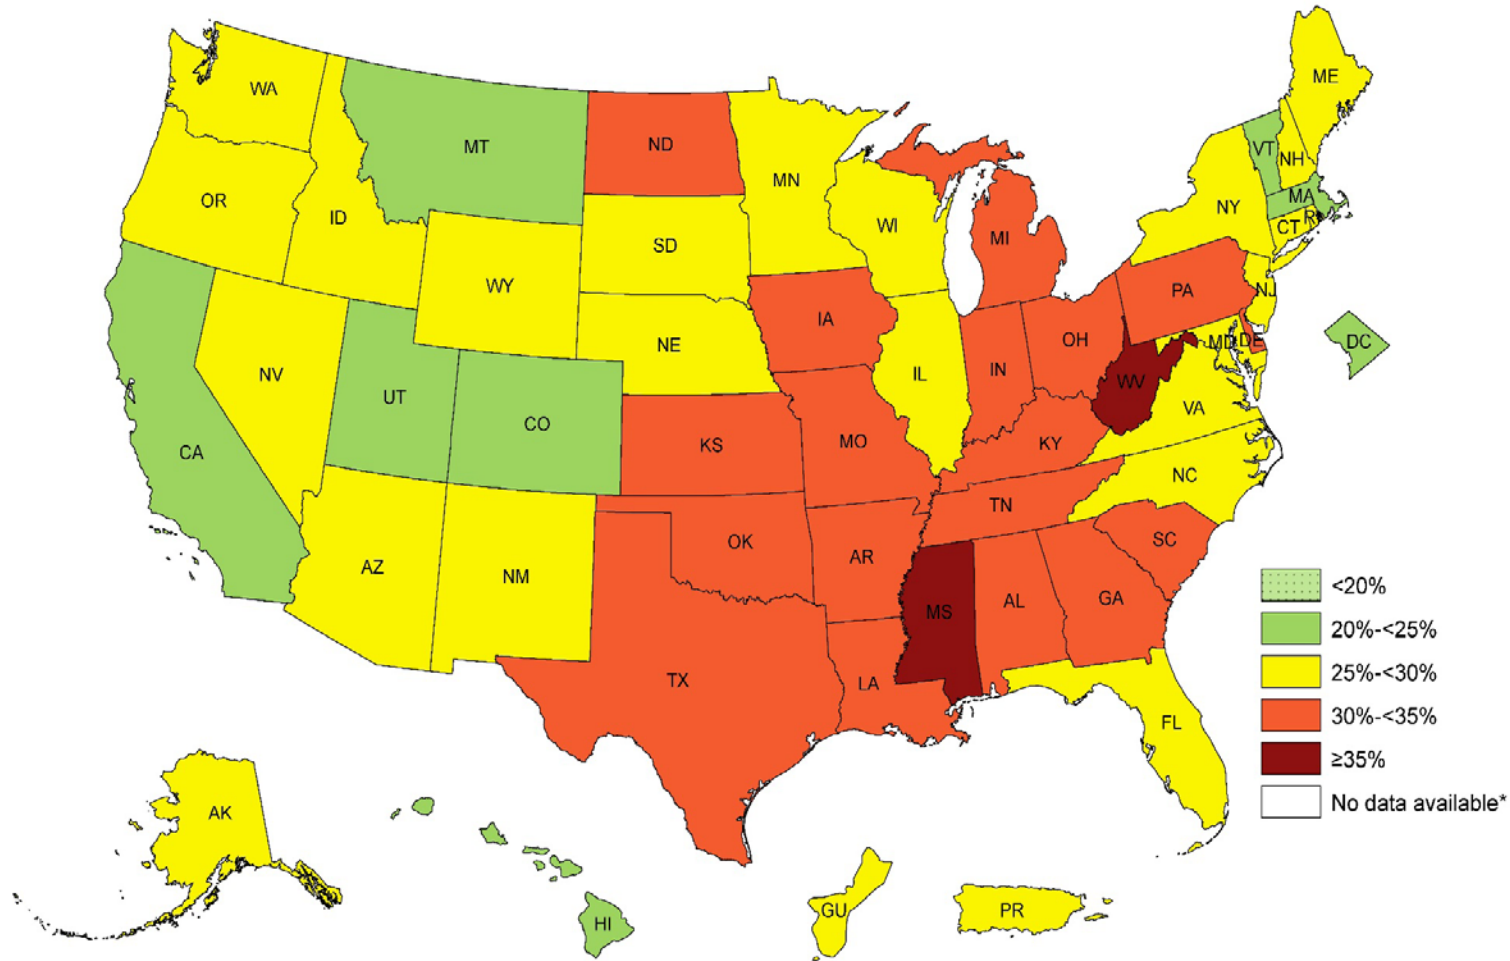 WA
ME
MT
ND
VT
NH
MN
OR
MA
ID
NY
WI
RI
CT
SD
MI
WY
PA
NJ
IA
NE
OH
MD
DE
DC
NV
IL
IN
WV
UT
CO
VA
CA
KS
MO
KY
NC
TN
OK
AR
SC
AZ
NM
MS
AL
GA
TX
LA
FL
AK
HI
GU
PR
<20%
20%-<25%
25%-<30%
30%-<35%
≥35%
No data available*